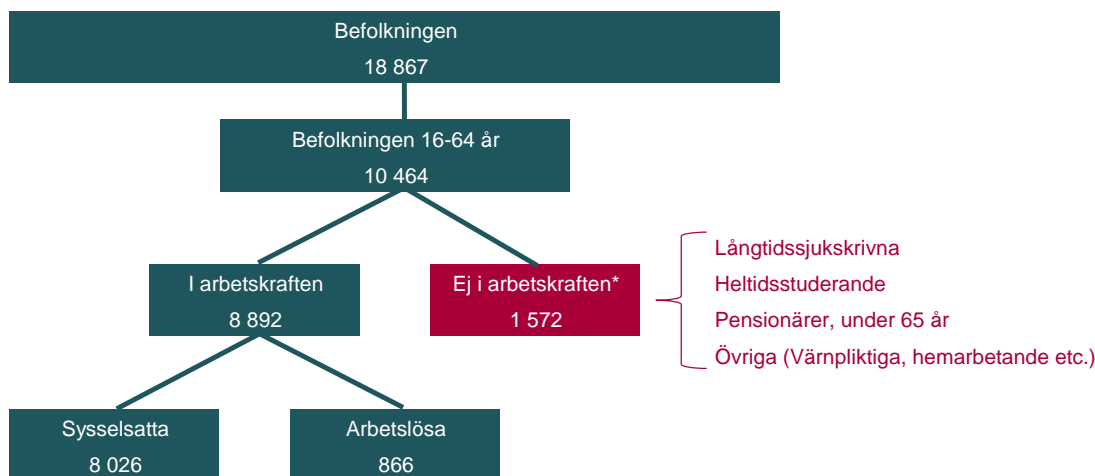 Befolkningen
18 867
Befolkningen 16-64 år
10 464
I arbetskraften
8 892
Ej i arbetskraften*
1 572
Långtidssjukskrivna
Heltidsstuderande
Pensionärer, under 65 år
Övriga (Värnpliktiga, hemarbetande etc.)
Sysselsatta
8 026
Arbetslösa
866